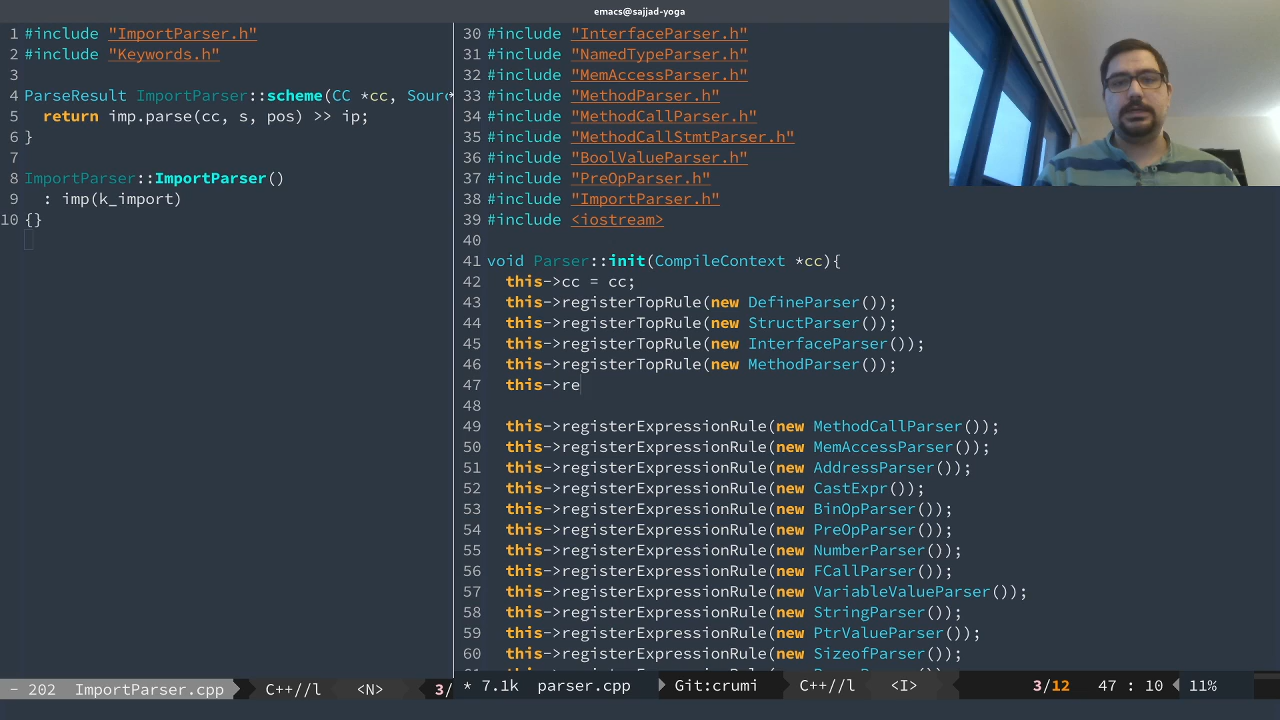 emacs@sajjad-yoga
1 #include "ImportParser.h"
2 #include "Keywords.h"
3
4 ParseResult ImportParser::scheme(CC *cc, Sour
5 return imp.parse(cc, s, pos) >> ip;
6 }
7
8 ImportParser::ImportParser()
9 : imp(k_import)
10 {}
- 202 ImportParser.cpp C++//l <N> 3/
30 #include "InterfaceParser.h"
31 #include "NamedTypeParser.h"
32 #include "MemAccessParser.h"
33 #include "MethodParser.h"
34 #include "MethodCallParser.h"
35 #include "MethodCallStmtParser.h"
36 #include "BoolValueParser.h"
37 #include "PreOpParser.h"
38 #include "ImportParser.h"
39 #include <iostream>
40
41 void Parser::init(CompileContext *cc){
42 this->cc = cc;
43 this->registerTopRule(new DefineParser());
44 this->registerTopRule(new StructParser());
45 this->registerTopRule(new InterfaceParser());
46 this->registerTopRule(new MethodParser());
47 this->re
48
49 this->registerExpressionRule(new MethodCallParser());
50 this->registerExpressionRule(new MemAccessParser());
51 this->registerExpressionRule(new AddressParser());
52 this->registerExpressionRule(new CastExpr());
53 this->registerExpressionRule(new BinOpParser());
54 this->registerExpressionRule(new PreOpParser());
55 this->registerExpressionRule(new NumberParser());
56 this->registerExpressionRule(new FCallParser());
57 this->registerExpressionRule(new VariableValueParser());
58 this->registerExpressionRule(new StringParser());
59 this->registerExpressionRule(new PtrValueParser());
60 this->registerExpressionRule(new SizeofParser());
* 7.1k parser.cpp Git:crumi C++//l <I> 3/12 47 : 10 11%